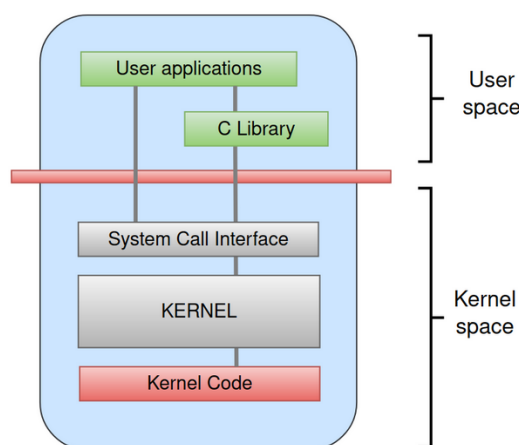 User applications
C Library
User
space
System Call Interface
KERNEL
Kernel Code
Kernel
space